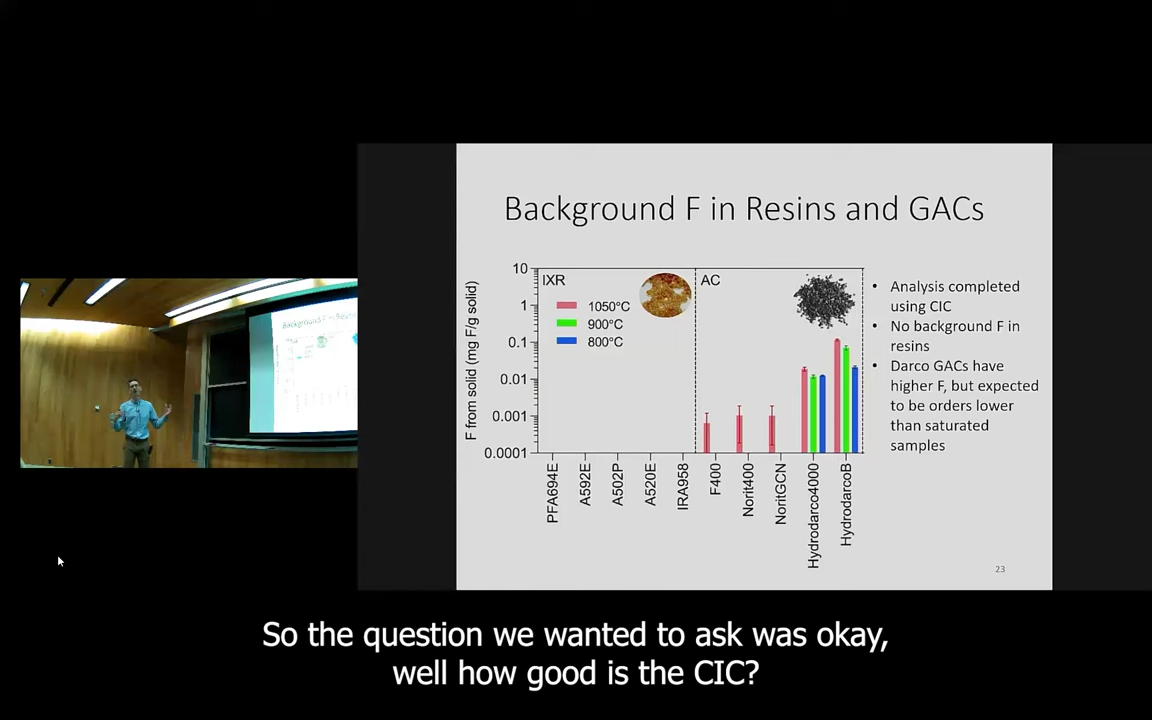 Background F in Resins and GACs
F from solid (mg F/g solid)
10
1
0.1
0.01
0.001
0.0001
IXR
1050°C
900°C
800°C
AC
PFA694E
A592E
A502P
A520E
IRA958
F400
Norit400
NoritGCN
Hydrodarco4000
HydrodarcoB
• Analysis completed
using CIC
• No background F in
resins
• Darco GACs have
higher F, but expected
to be orders lower
than saturated
samples
23
So the question we wanted to ask was okay,
well how good is the CIC?